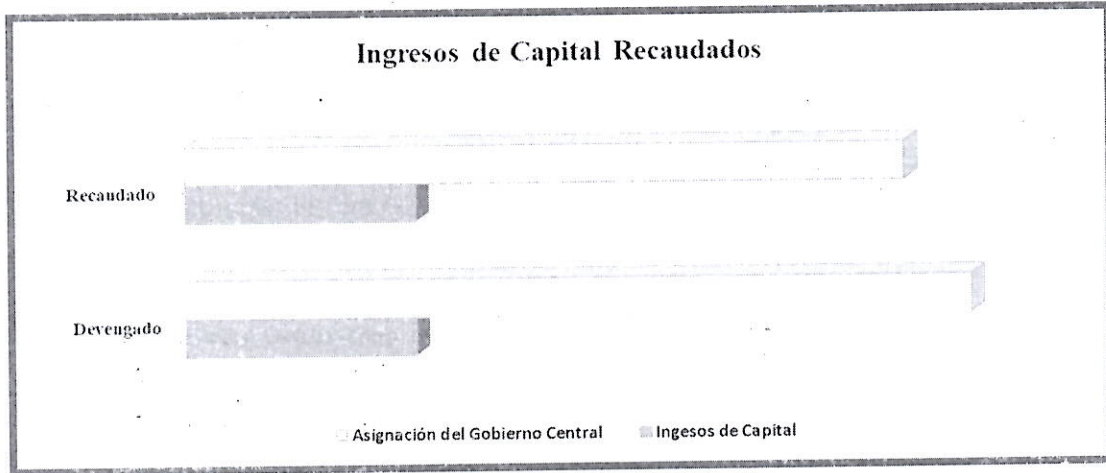 Ingresos de Capital Recaudados
Recaudado
Devengado
Asignación del Gobierno Central Ingesos de Capital